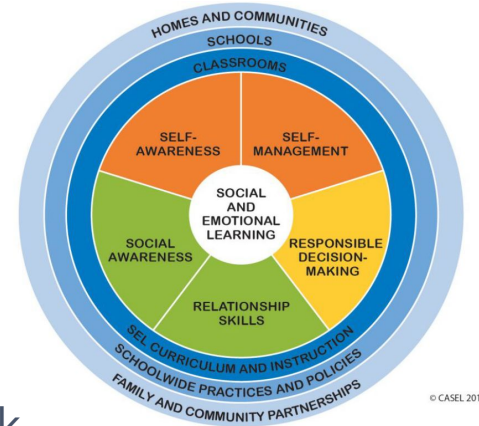 HOMES AND COMMUNITIES
SCHOOLS
CLASSROOMS
SELF-
AWARENESS
SELF-
MANAGEMENT
SOCIAL
AND
EMOTIONAL
LEARNING
SOCIAL
AWARENESS
RESPONSIBLE
DECISION-
MAKING
RELATIONSHIP
SKILLS
SEL CURRICULUM AND INSTRUCTION
SCHOOLWIDE PRACTICES AND POLICIES
FAMILY AND COMMUNITY PARTNERSHIPS
© CASEL 201